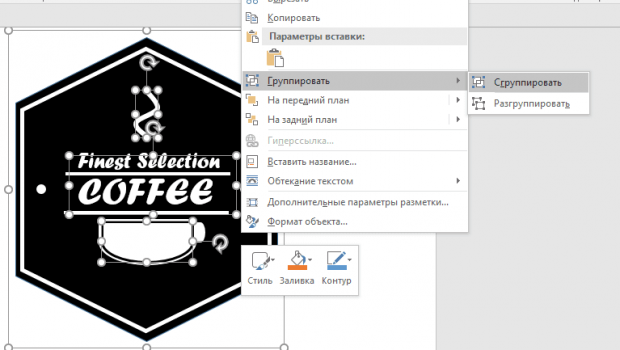 Вырезать
Копировать
Параметры вставки:
Группировать
Сгруппировать
Разгруппировать
На передний план
На задний план
Гиперссылка...
Вставить название...
Обтекание текстом
Дополнительные параметры разметки...
Формат объекта...
Finest Selection
COFFEE
Стиль
Заливка
Контур